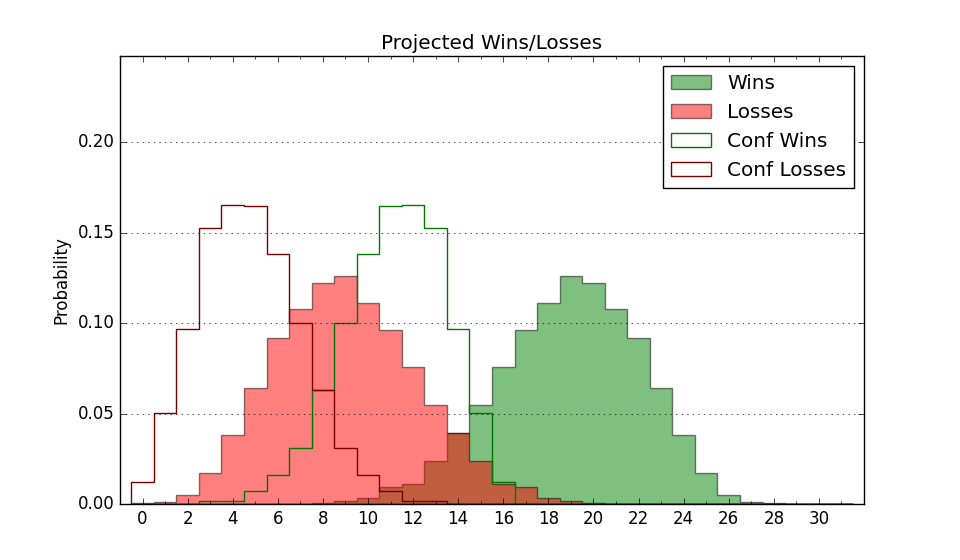 Projected Wins/Losses
Wins
Losses
Conf Wins
Conf Losses
Probability
0.20
0.15
0.10
0.05
0.00
0 2 4 6 8 10 12 14 16 18 20 22 24 26 28 30